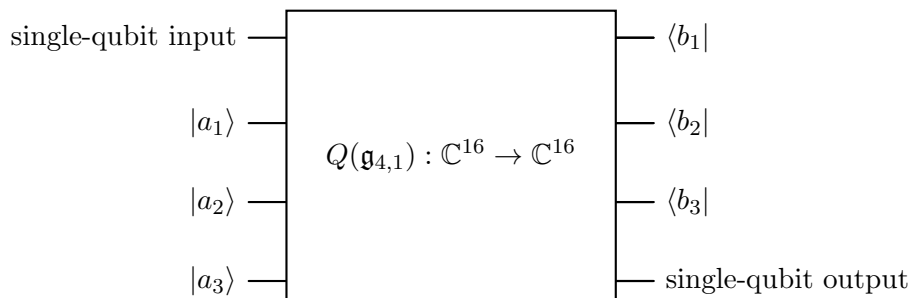 single-qubit input ⟨b₁|
|a₁⟩ ⟨b₂|
Q(𝔤₄,₁) : ℂ¹⁶ → ℂ¹⁶
|a₂⟩ ⟨b₃|
|a₃⟩ single-qubit output